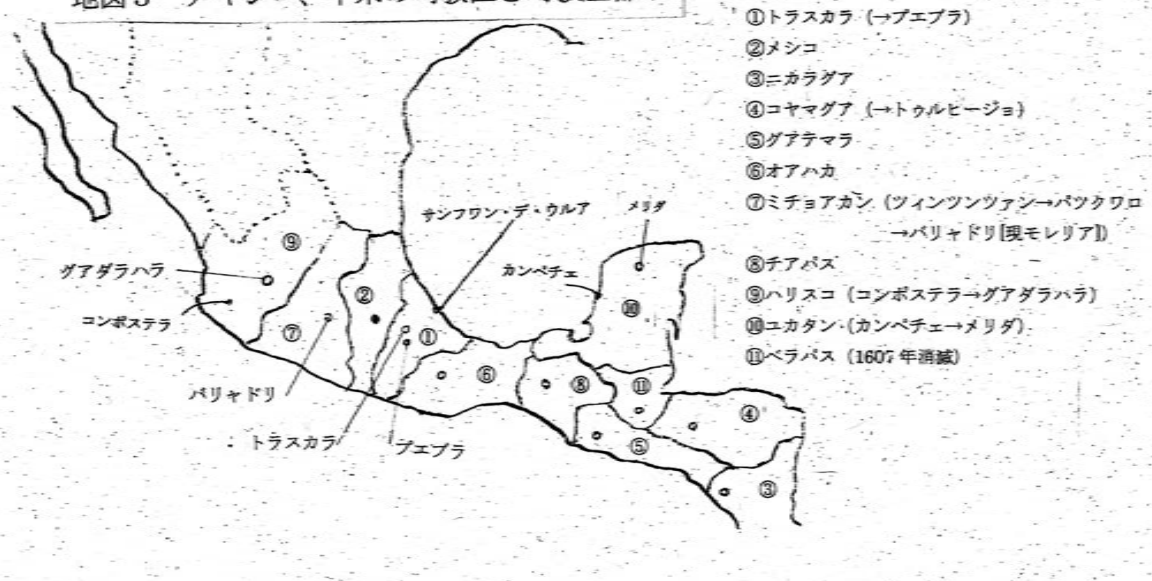 ①トラスカラ (→プエブラ)
②メシコ
③ニカラグア
④コヤマグア (→トゥルヒージョ)
⑤グアテマラ
⑥オアハカ
⑦ミチョアカン (ツィンツンツァン→パツクワロ
→バリャドリ[現モレリア])
⑧チアパス
⑨ハリスコ (コンポステラ→グアダラハラ)
⑩ユカタン (カンペチェ→メリダ)
⑪ベラパス (1607年消滅)
サンフワン・デ・ウルア
メリダ
⑨
グアダラハラ
カンペチェ
②
⑩
コンポステラ
⑦
①
⑥
⑧
⑪
バリャドリ
④
トラスカラ
プエブラ
⑤
③